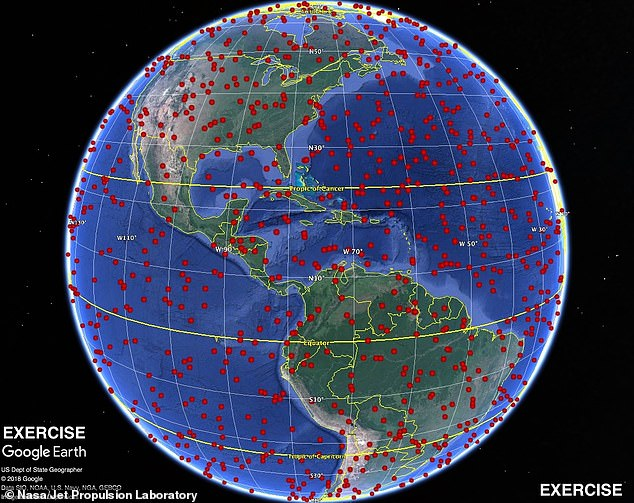 N50°
N30°
Tropic of Cancer
W110°
W 90°
W 70°
W 50°
W 30°
N10°
Equator
S10°
Tropic of Capricorn
S30°
EXERCISE
Google Earth
US Dept of State Geographer
© 2018 Google
Data SIO, NOAA, U.S. Navy, NGA, GEBCO
EXERCISE
© Nasa/Jet Propulsion Laboratory